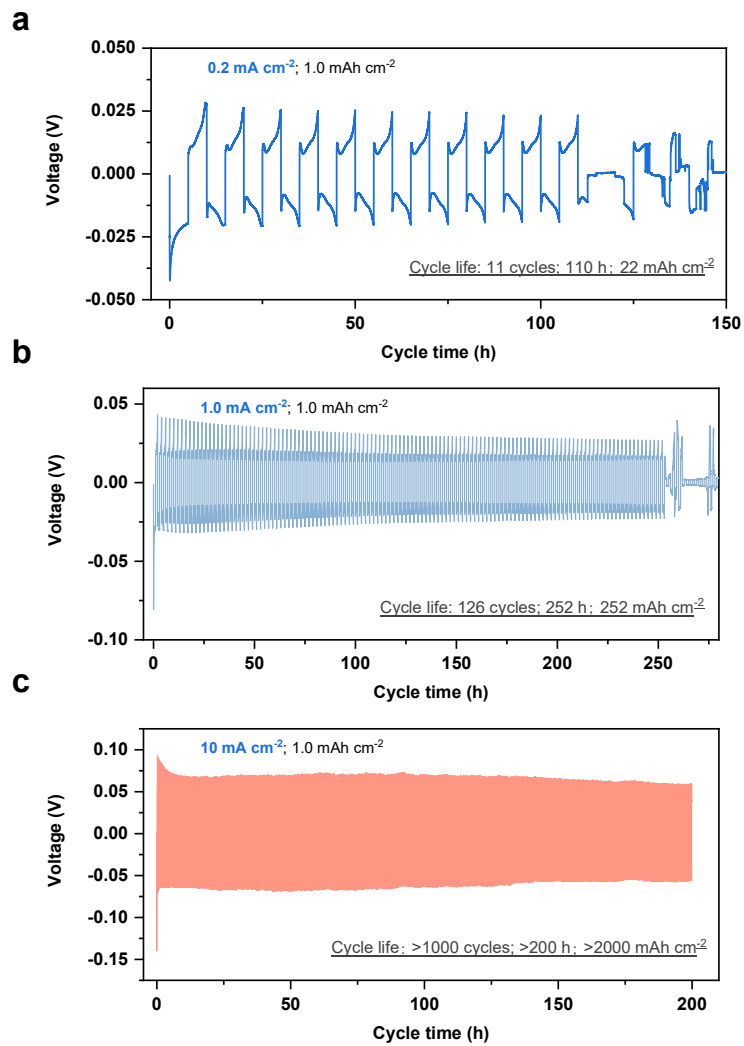 a
0.050
0.2 mA cm-2; 1.0 mAh cm-2
0.025
0.000
-0.025
-0.050
Voltage (V)
Cycle life: 11 cycles; 110 h; 22 mAh cm-2
0 50 100 150
Cycle time (h)
b
0.05
1.0 mA cm-2; 1.0 mAh cm-2
0.00
-0.05
-0.10
Voltage (V)
Cycle life: 126 cycles; 252 h; 252 mAh cm-2
0 50 100 150 200 250
Cycle time (h)
c
0.10
10 mA cm-2; 1.0 mAh cm-2
0.05
0.00
-0.05
-0.10
-0.15
Voltage (V)
Cycle life: >1000 cycles; >200 h; >2000 mAh cm-2
0 50 100 150 200
Cycle time (h)